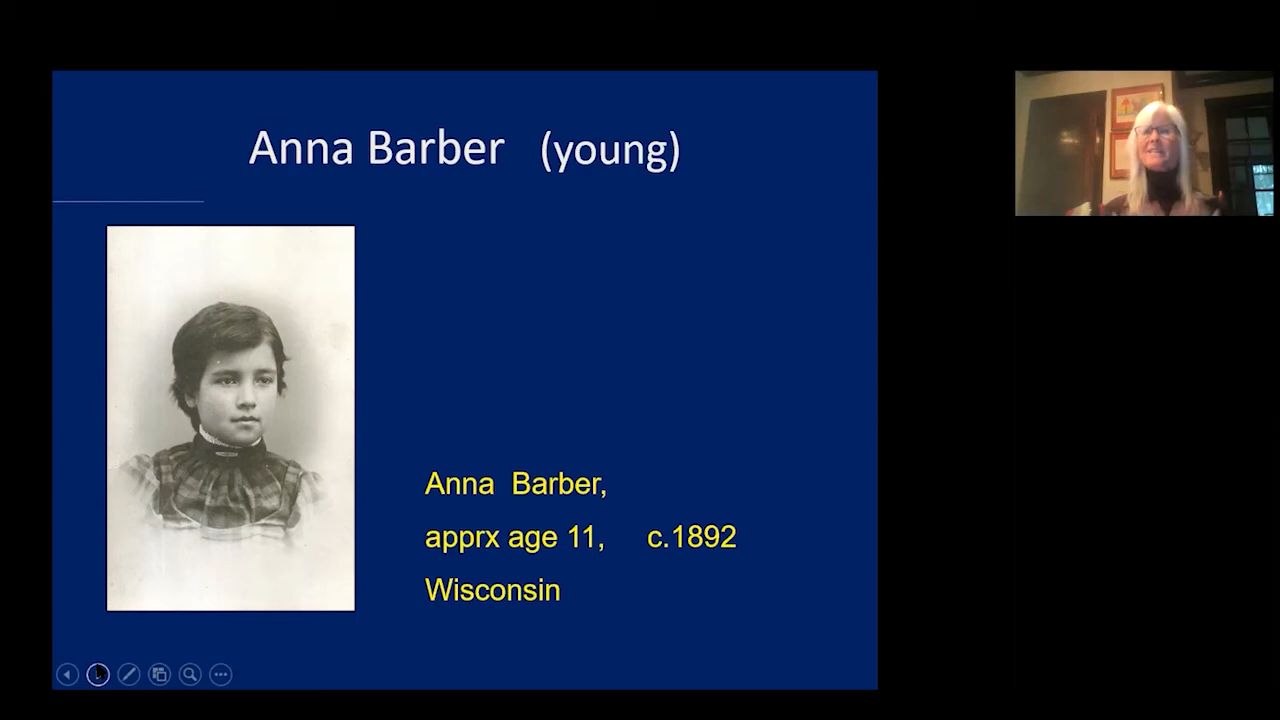 Anna Barber (young)
Anna Barber,
apprx age 11, c.1892
Wisconsin